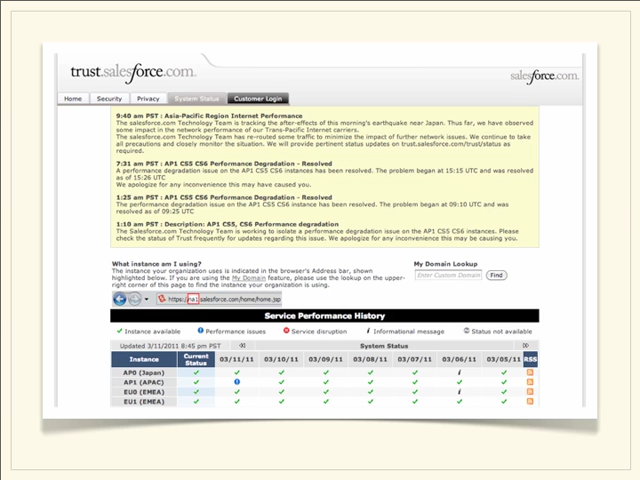 trust.salesforce.com.
salesforce.com.
Home Security Privacy System Status Customer Login
9:40 am PST : Asia-Pacific Region Internet Performance
The salesforce.com Technology Team is tracking the after-effects of this morning's earthquake near Japan. Thus far, we have observed
some impact in the network performance of our Trans-Pacific Internet carriers.
The salesforce.com Technology Team has re-routed some traffic to minimize the impact of further network issues. We continue to take
all precautions and closely monitor the situation. We will provide pertinent status updates on trust.salesforce.com/trust/status as
required.
7:31 am PST : AP1 CS5 CS6 Performance Degradation - Resolved
A performance degradation issue on the AP1 CS5 CS6 instances has been resolved. The problem began at 15:15 UTC and was resolved
as of 15:26 UTC
We apologize for any inconvenience this may have caused you.
1:25 am PST : AP1 CS5 CS6 Performance Degradation - Resolved
The performance degradation issue on the AP1 CS5 CS6 instance has been resolved. The problem began at 09:10 UTC and was
resolved as of 09:25 UTC
1:10 am PST : Description: AP1 CS5, CS6 Performance degradation
The Salesforce.com Technology Team is working to isolate a performance degradation issue on the AP1 CS5 CS6 instances. Please
check the status of Trust frequently for updates regarding this issue. We apologize for any inconvenience this may be causing you.
What instance am I using?
The instance your organization uses is indicated in the browser's Address bar, shown
highlighted below. If you are using the My Domain feature, please use the lookup on the upper-
right corner of this page to find the instance your organization is using.
My Domain Lookup
Enter Custom Domain Find
https://na1.salesforce.com/home/home.jsp
Service Performance History
Instance available Performance issues Service disruption Informational message Status not available
Updated 3/11/2011 8:45 pm PST System Status
Instance Current Status 03/11/11 03/10/11 03/09/11 03/08/11 03/07/11 03/06/11 03/05/11 RSS
AP0 (Japan)
AP1 (APAC)
EU0 (EMEA)
EU1 (EMEA)